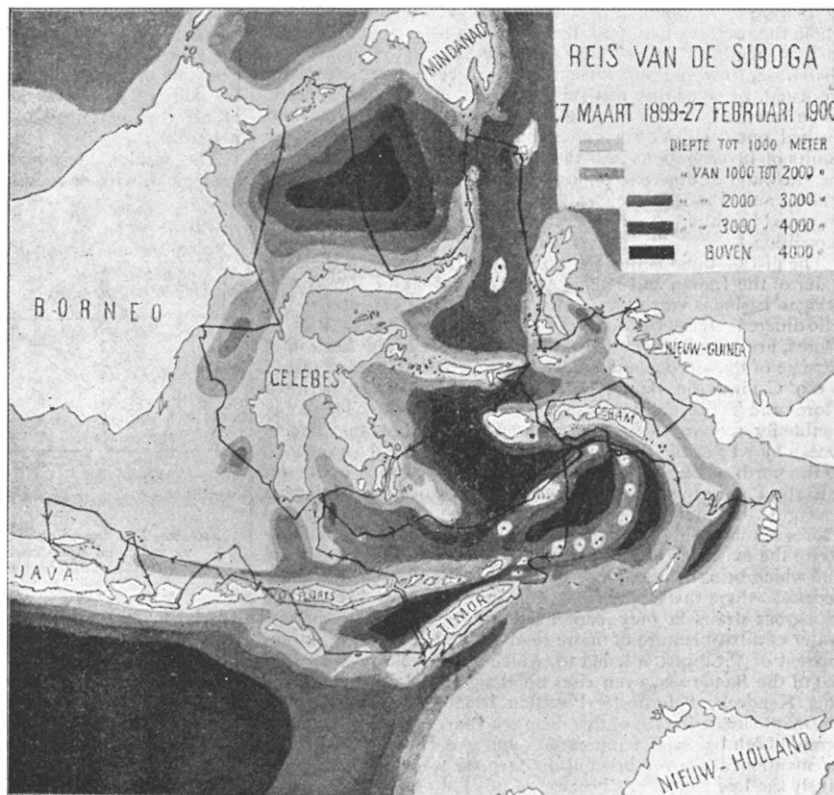 REIS VAN DE SIBOGA
7 MAART 1899-27 FEBRUARI 1900
DIEPTE TOT 1000 METER
" VAN 1000 TOT 2000 "
" " 2000 " 3000 "
" " 3000 " 4000 "
BOVEN 4000 "
MINDANAO
BORNEO
CELEBES
NIEUW-GUINEA
CERAM
JAVA
FLORES
TIMOR
NIEUW-HOLLAND